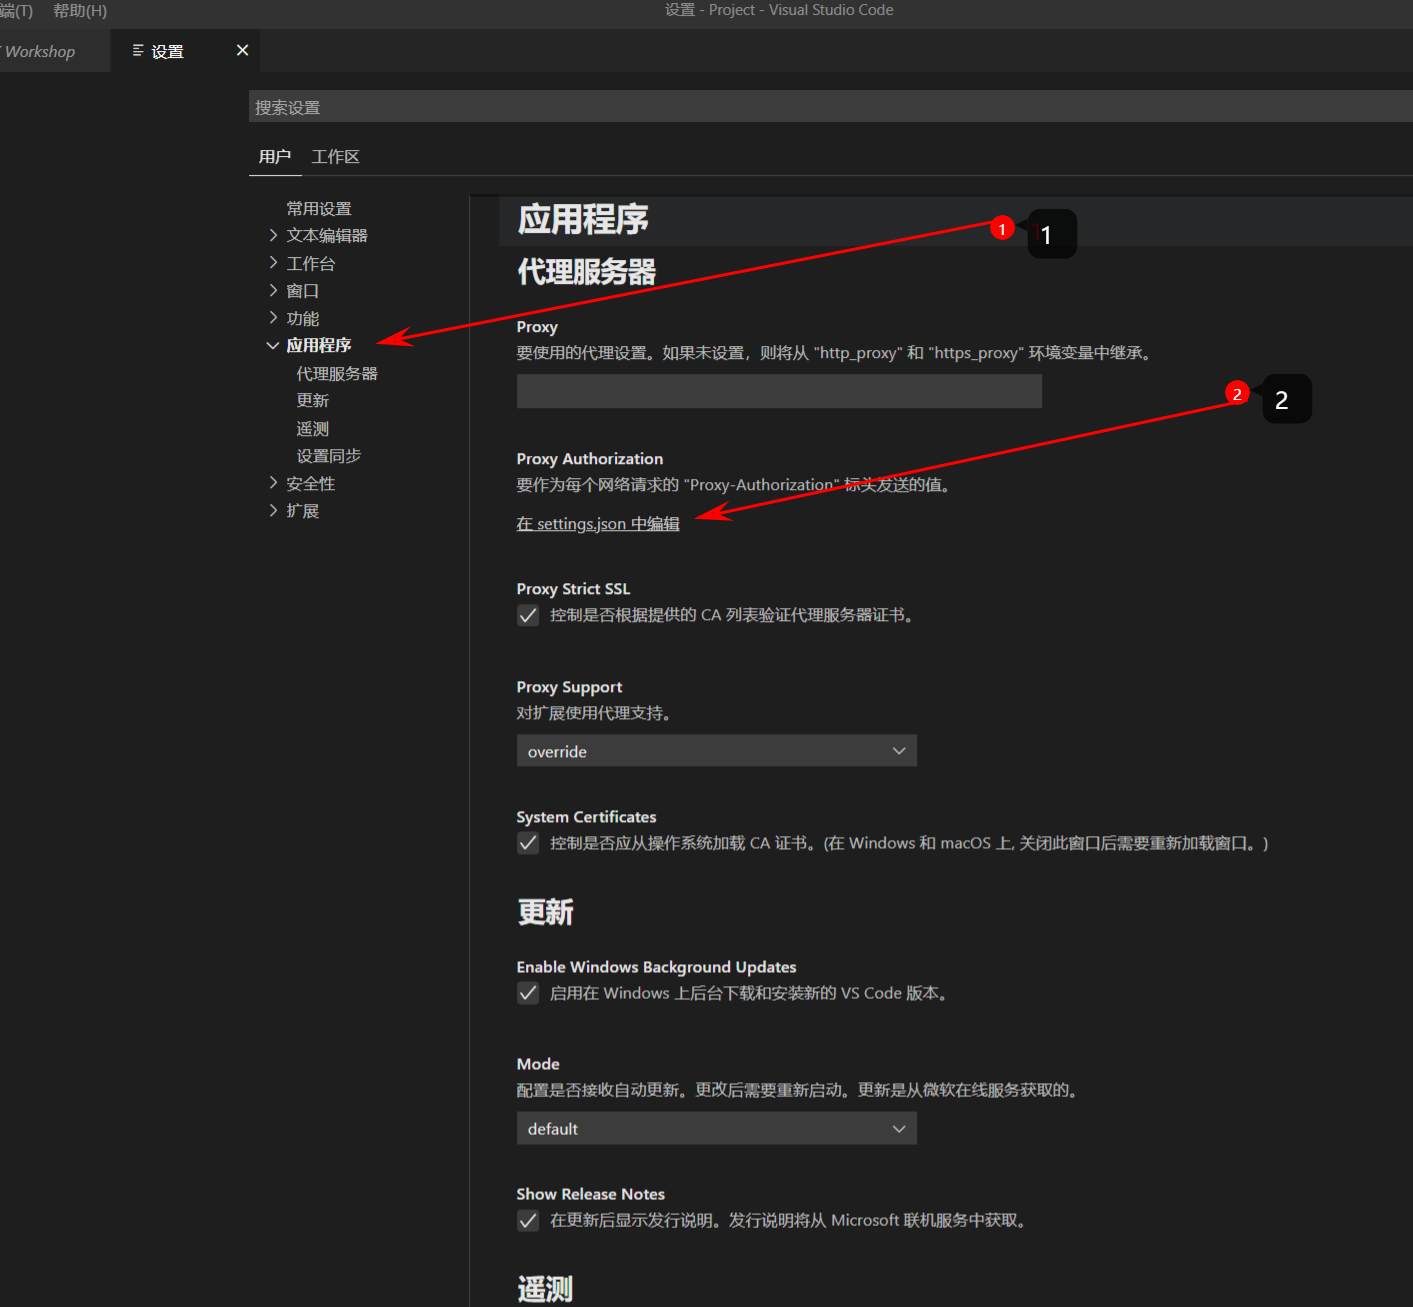 端(T) 帮助(H)
设置 - Project - Visual Studio Code
Workshop
设置
搜索设置
用户 工作区
常用设置
文本编辑器
工作台
窗口
功能
应用程序
代理服务器
更新
遥测
设置同步
安全性
扩展
应用程序
1
1
代理服务器
Proxy
要使用的代理设置。如果未设置，则将从 "http_proxy" 和 "https_proxy" 环境变量中继承。
2
2
Proxy Authorization
要作为每个网络请求的 "Proxy-Authorization" 标头发送的值。
在 settings.json 中编辑
Proxy Strict SSL
控制是否根据提供的 CA 列表验证代理服务器证书。
Proxy Support
对扩展使用代理支持。
override
System Certificates
控制是否应从操作系统加载 CA 证书。(在 Windows 和 macOS 上, 关闭此窗口后需要重新加载窗口。)
更新
Enable Windows Background Updates
启用在 Windows 上后台下载和安装新的 VS Code 版本。
Mode
配置是否接收自动更新。更改后需要重新启动。更新是从微软在线服务获取的。
default
Show Release Notes
在更新后显示发行说明。发行说明将从 Microsoft 联机服务中获取。
遥测